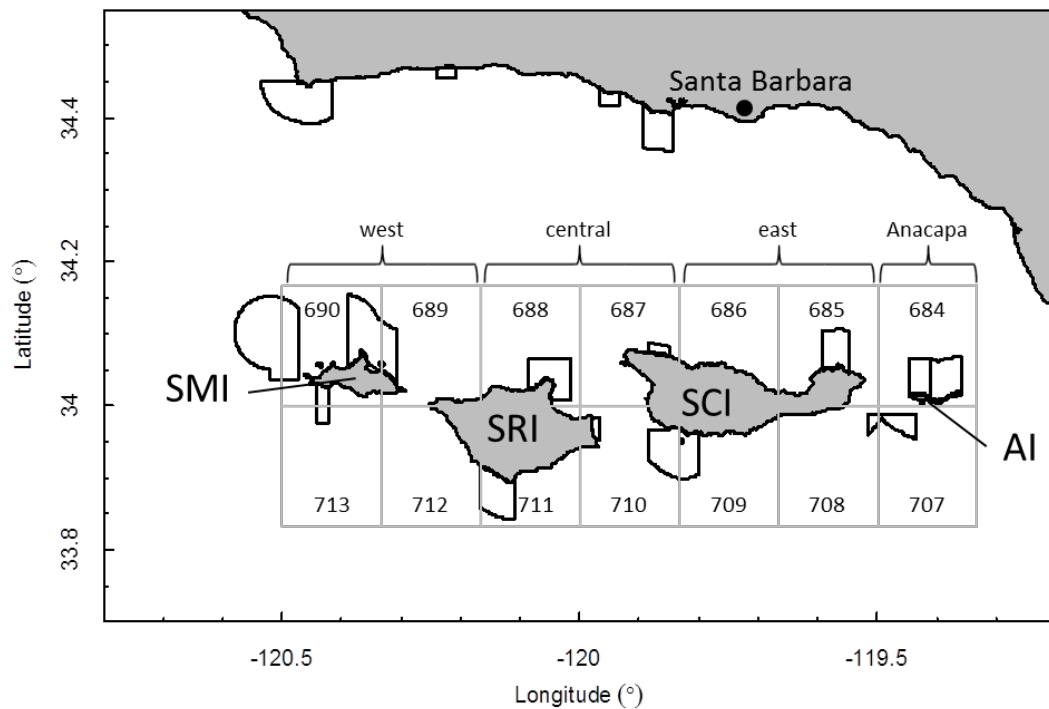 Santa Barbara
34.4
west central east Anacapa
34.2
690 689 688 687 686 685 684
SMI SRI SCI AI
34
713 712 711 710 709 708 707
33.8
-120.5 -120 -119.5
Latitude (°)
Longitude (°)